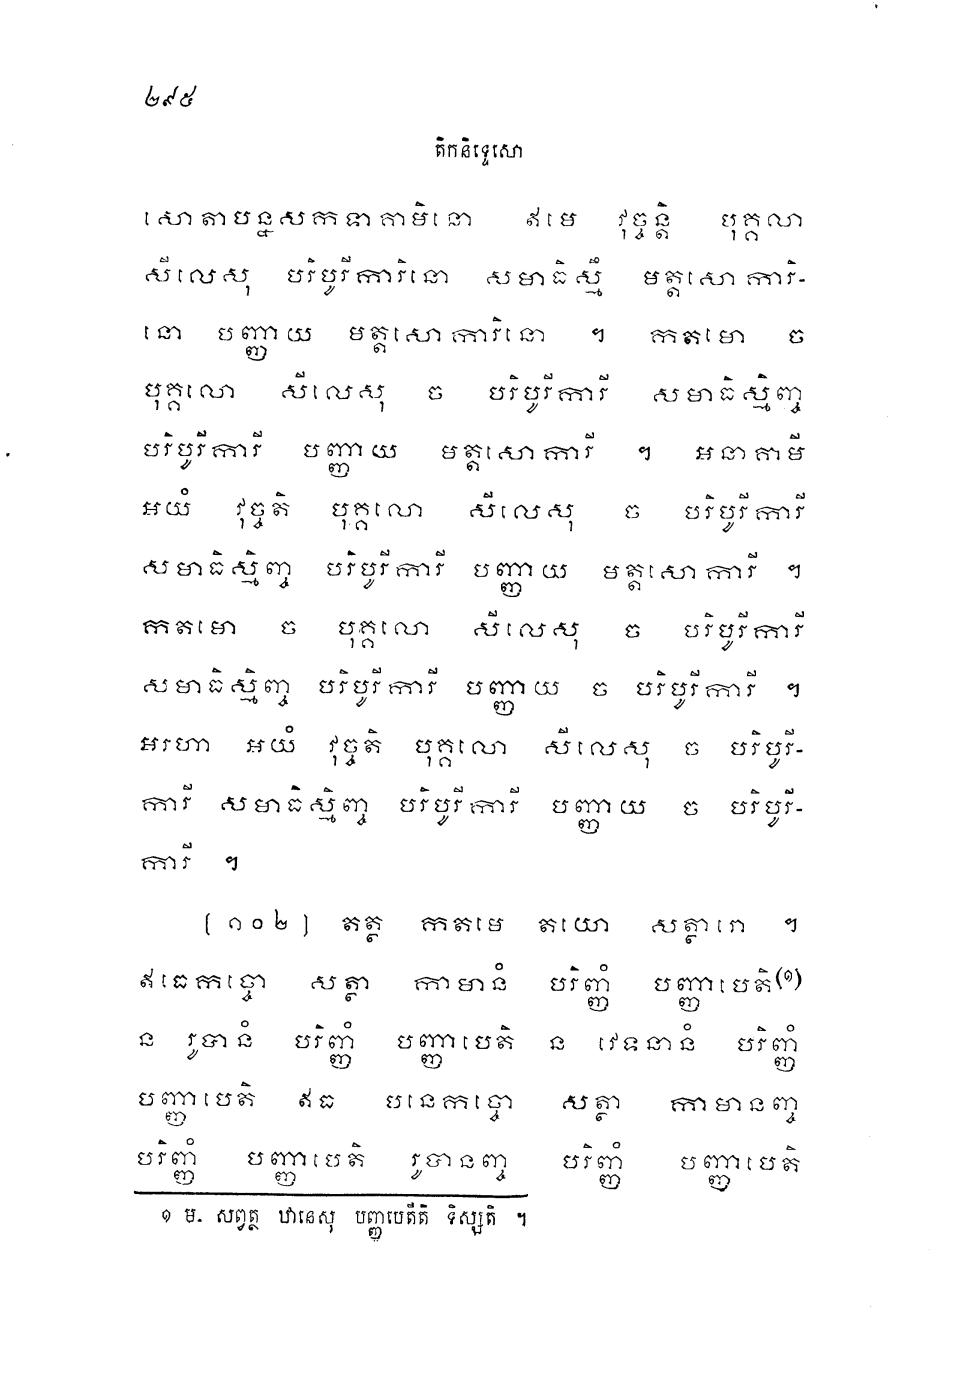 ២៩៥
តិកនិទ្ទេសោ
សោតាបន្នសកទាគាមិនោ ឥមេ វុច្ចន្តិ បុគ្គលា
សីលេសុ បរិបូរីការិនោ សមាធិស្មឹ មត្តសោការិ-
នោ បញ្ញាយ មត្តសោការិនោ ។ កតមោ ច
បុគ្គលោ សីលេសុ ច បរិបូរីការី សមាធិស្មិញ្ច
បរិបូរីការី បញ្ញាយ មត្តសោការី ។ អនាគាមី
អយំ វុច្ចតិ បុគ្គលោ សីលេសុ ច បរិបូរីការី
សមាធិស្មិញ្ច បរិបូរីការី បញ្ញាយ មត្តសោការី ។
កតមោ ច បុគ្គលោ សីលេសុ ច បរិបូរីការី
សមាធិស្មិញ្ច បរិបូរីការី បញ្ញាយ ច បរិបូរីការី ។
អរហា អយំ វុច្ចតិ បុគ្គលោ សីលេសុ ច បរិបូរី-
ការី សមាធិស្មិញ្ច បរិបូរីការី បញ្ញាយ ច បរិបូរី-
ការី ។
[១០២] តត្ថ កតមេ តយោ សត្ថារោ ។
ឥធេកច្ចោ សត្ថា កាមានំ បរិញ្ញំ បញ្ញាបេតិ(១)
ន រូបានំ បរិញ្ញំ បញ្ញាបេតិ ន វេទនានំ បរិញ្ញំ
បញ្ញាបេតិ ឥធ បនេកច្ចោ សត្ថា កាមានញ្ច
បរិញ្ញំ បញ្ញាបេតិ រូបានញ្ច បរិញ្ញំ បញ្ញាបេតិ
១ ម. សព្វត្ថ ឋានេសុ បញ្ញបេតីតិ ទិស្សតិ ។